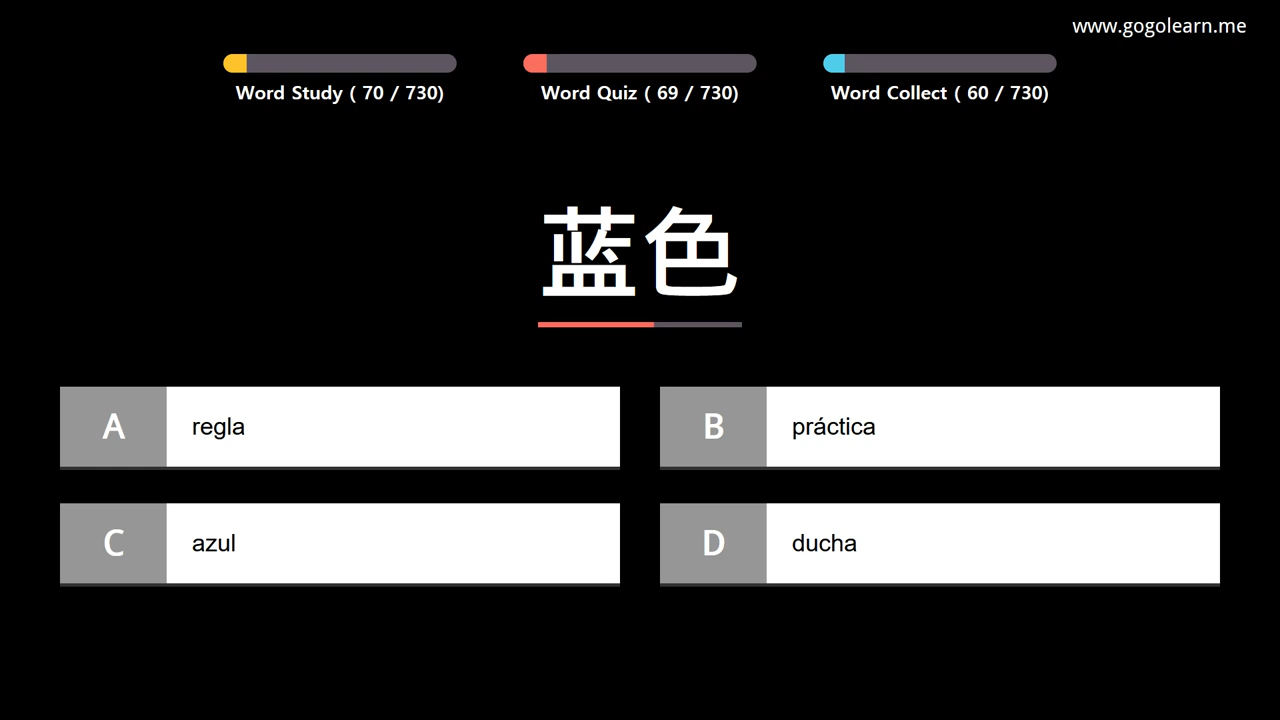 www.gogolearn.me
Word Study ( 70 / 730)
Word Quiz ( 69 / 730)
Word Collect ( 60 / 730)
蓝色
A regla
B práctica
C azul
D ducha